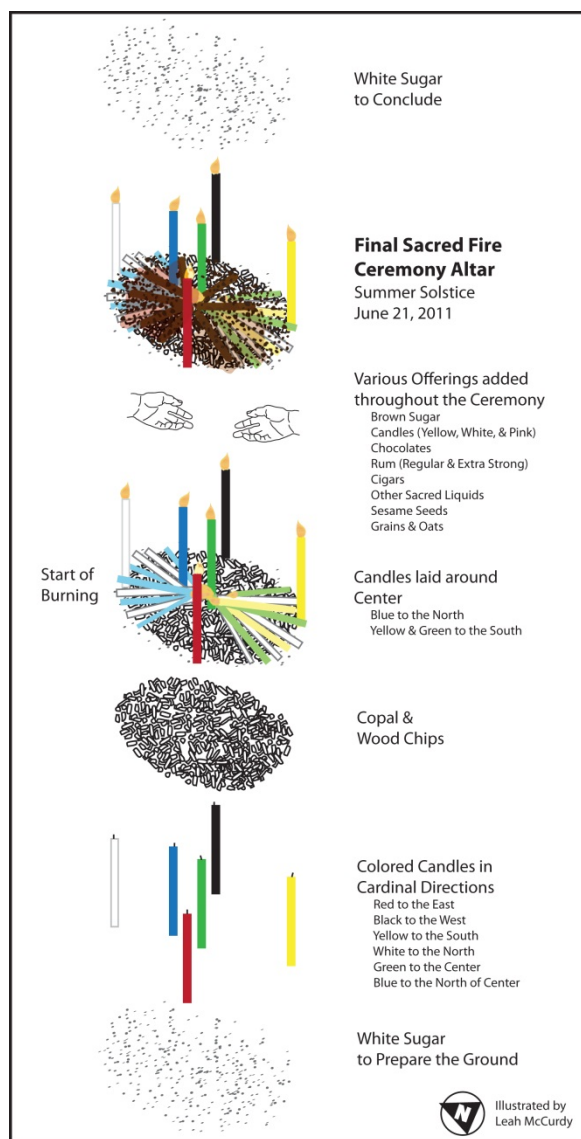 White Sugar
to Conclude
Final Sacred Fire
Ceremony Altar
Summer Solstice
June 21, 2011
Various Offerings added
throughout the Ceremony
Brown Sugar
Candles (Yellow, White, & Pink)
Chocolates
Rum (Regular & Extra Strong)
Cigars
Other Sacred Liquids
Sesame Seeds
Grains & Oats
Start of
Burning
Candles laid around
Center
Blue to the North
Yellow & Green to the South
Copal &
Wood Chips
Colored Candles in
Cardinal Directions
Red to the East
Black to the West
Yellow to the South
White to the North
Green to the Center
Blue to the North of Center
White Sugar
to Prepare the Ground
N
Illustrated by
Leah McCurdy